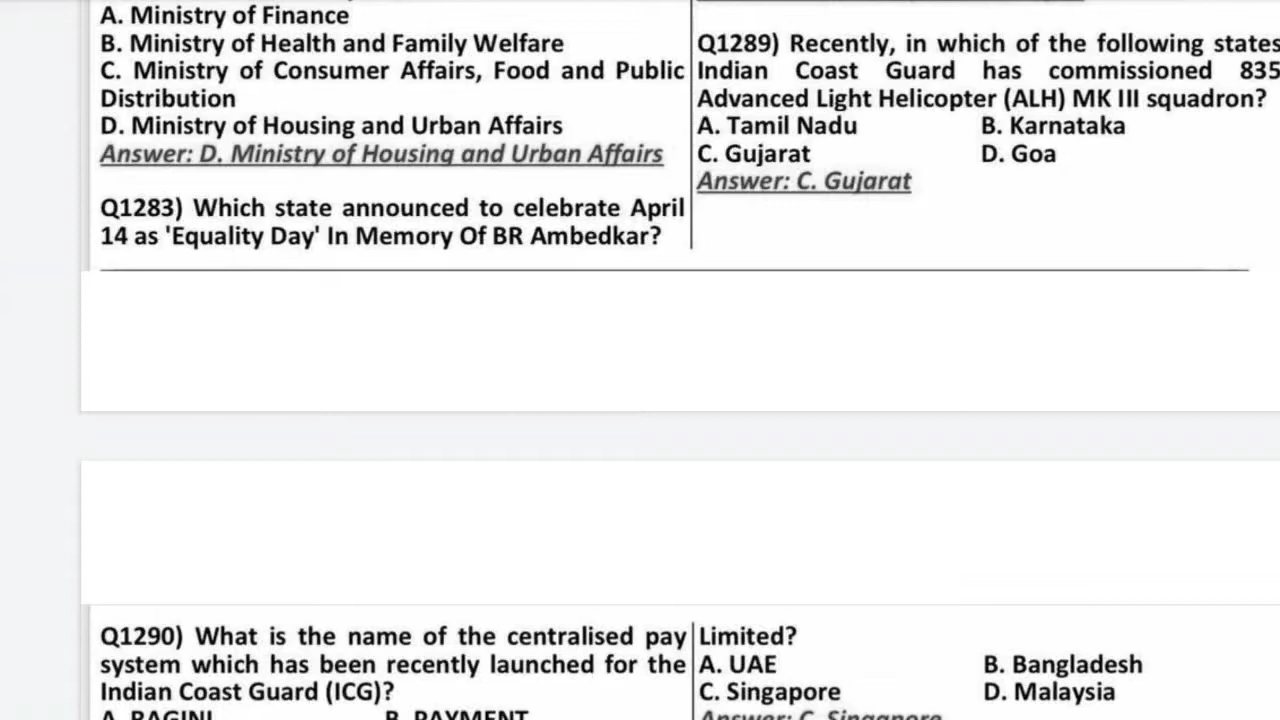 A. Ministry of Finance
B. Ministry of Health and Family Welfare
C. Ministry of Consumer Affairs, Food and Public
Distribution
D. Ministry of Housing and Urban Affairs
Answer: D. Ministry of Housing and Urban Affairs
Q1283) Which state announced to celebrate April
14 as 'Equality Day' In Memory Of BR Ambedkar?
Q1289) Recently, in which of the following states
Indian Coast Guard has commissioned 835
Advanced Light Helicopter (ALH) MK III squadron?
A. Tamil Nadu B. Karnataka
C. Gujarat D. Goa
Answer: C. Gujarat
Q1290) What is the name of the centralised pay
system which has been recently launched for the
Indian Coast Guard (ICG)?
A. RAGINI B. PAYMENT
Limited?
A. UAE B. Bangladesh
C. Singapore D. Malaysia
Answer: C. Singapore